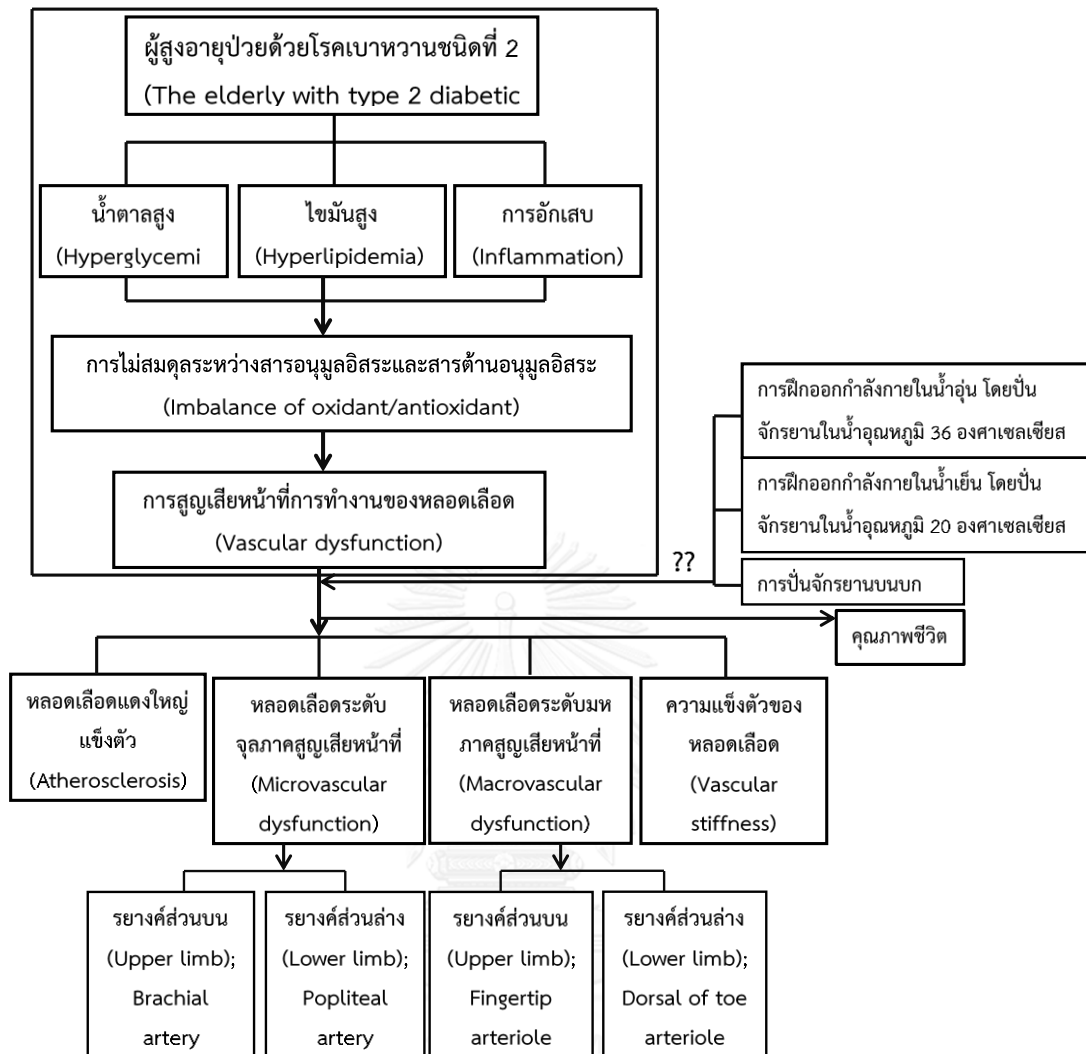 ผู้สูงอายุป่วยด้วยโรคเบาหวานชนิดที่ 2
(The elderly with type 2 diabetic
น้ำตาลสูง
(Hyperglycemi
ไขมันสูง
(Hyperlipidemia)
การอักเสบ
(Inflammation)
การไม่สมดุลระหว่างสารอนุมูลอิสระและสารต้านอนุมูลอิสระ
(Imbalance of oxidant/antioxidant)
การสูญเสียหน้าที่การทำงานของหลอดเลือด
(Vascular dysfunction)
การฝึกออกกำลังกายในน้ำอุ่น โดยปั่น
จักรยานในน้ำอุณหภูมิ 36 องศาเซลเซียส
การฝึกออกกำลังกายในน้ำเย็น โดยปั่น
จักรยานในน้ำอุณหภูมิ 20 องศาเซลเซียส
??
การปั่นจักรยานบนบก
คุณภาพชีวิต
หลอดเลือดแดงใหญ่
แข็งตัว
(Atherosclerosis)
หลอดเลือดระดับ
จุลภาคสูญเสียหน้าที่
(Microvascular
dysfunction)
หลอดเลือดระดับมห
ภาคสูญเสียหน้าที่
(Macrovascular
dysfunction)
ความแข็งตัวของ
หลอดเลือด
(Vascular
stiffness)
รยางค์ส่วนบน
(Upper limb);
Brachial
artery
รยางค์ส่วนล่าง
(Lower limb);
Popliteal
artery
รยางค์ส่วนบน
(Upper limb);
Fingertip
arteriole
รยางค์ส่วนล่าง
(Lower limb);
Dorsal of toe
arteriole